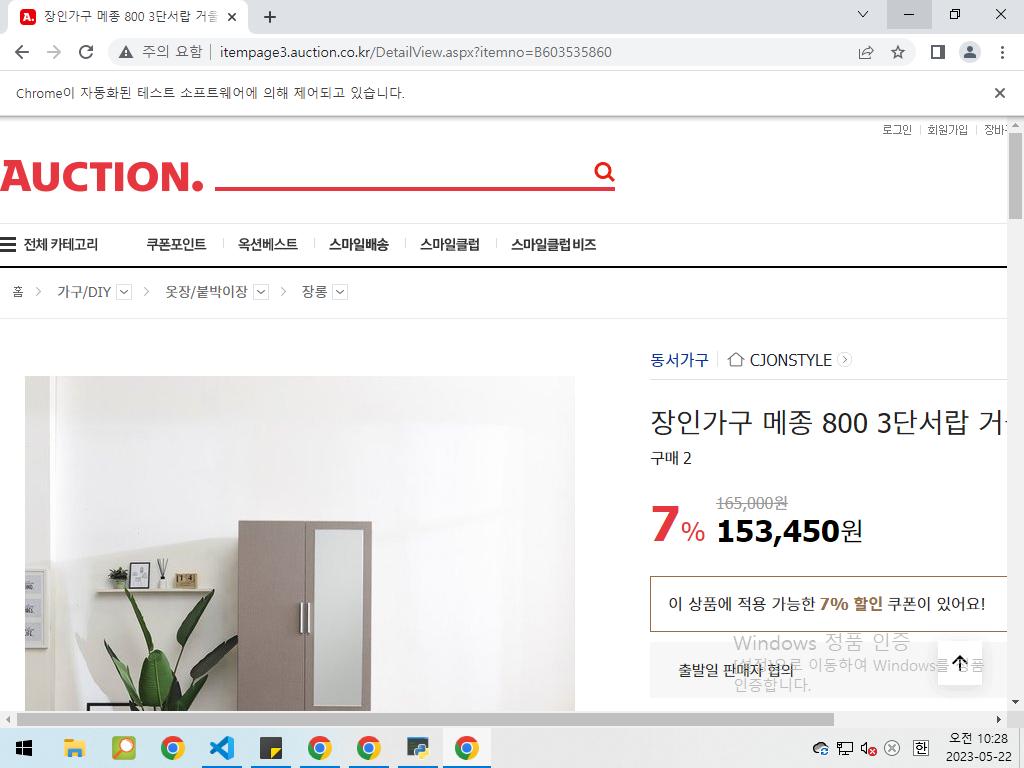 장인가구 메종 800 3단서랍 거울
주의 요함
itempage3.auction.co.kr/DetailView.aspx?itemno=B603535860
Chrome이 자동화된 테스트 소프트웨어에 의해 제어되고 있습니다.
로그인 회원가입 장바
AUCTION.
전체 카테고리 쿠폰포인트 옥션베스트 스마일배송 스마일클럽 스마일클럽 비즈
홈 가구/DIY 옷장/붙박이장 장롱
동서가구 CJONSTYLE
장인가구 메종 800 3단서랍 거
구매 2
7% 165,000원
153,450원
이 상품에 적용 가능한 7% 할인 쿠폰이 있어요!
Windows 정품 인증
[설정]으로 이동하여 Windows를 정품
인증합니다.
출발일 판매자 협의
한
오전 10:28
2023-05-22